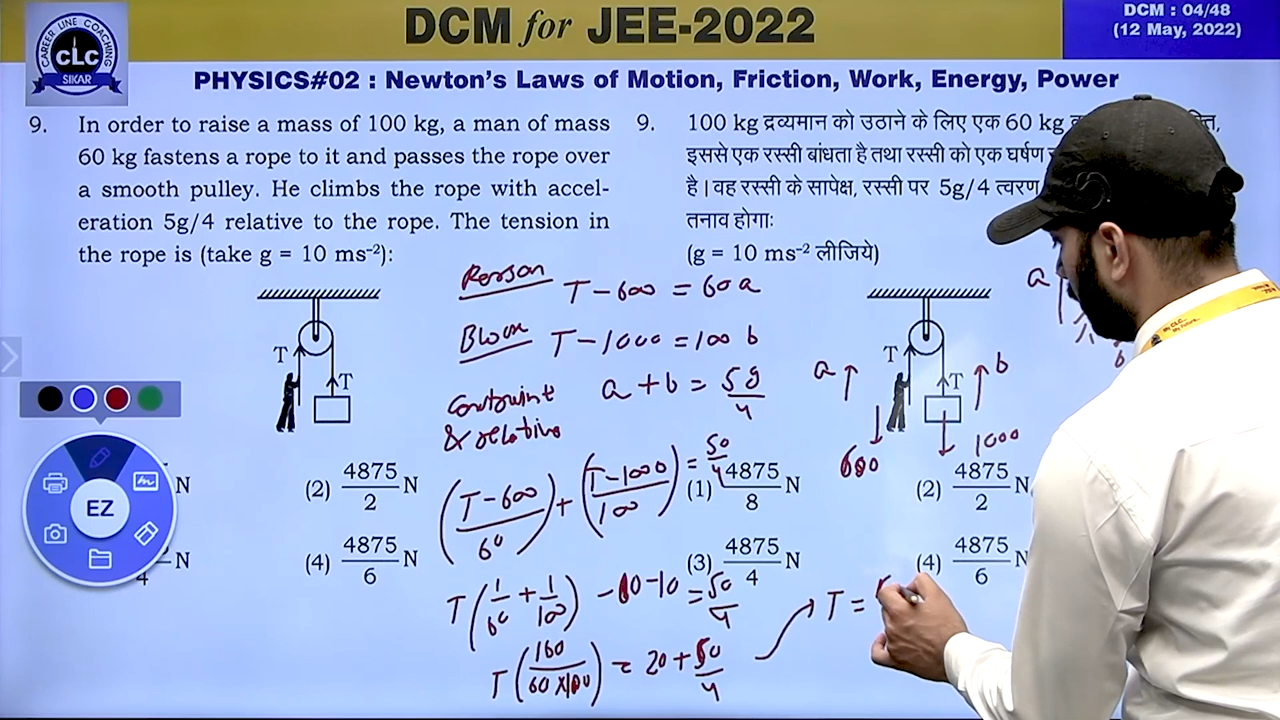 DCM for JEE-2022
DCM : 04/48
(12 May, 2022)
CAREER LINE COACHING
CLC
SIKAR
PHYSICS#02 : Newton's Laws of Motion, Friction, Work, Energy, Power
9. In order to raise a mass of 100 kg, a man of mass
60 kg fastens a rope to it and passes the rope over
a smooth pulley. He climbs the rope with accel-
eration 5g/4 relative to the rope. The tension in
the rope is (take g = 10 ms⁻²):
9. 100 kg द्रव्यमान को उठाने के लिए एक 60 kg
इससे एक रस्सी बांधता है तथा रस्सी को एक घर्षण
है। वह रस्सी के सापेक्ष, रस्सी पर 5g/4 त्वरण
तनाव होगाः
(g = 10 ms⁻² लीजिये)
Person T - 600 = 60 a
Block T - 1000 = 100 b
Constraint & relative a + b = 5g/4
(T - 600/60) + (T - 1000/100) = 50/4
T(1/60 + 1/100) - 10 - 10 = 50/4
T(160/60 × 100) = 20 + 50/4
T =
T
T
T
T
a
b
600
1000
a
N
(2) 4875/2 N
4 N
(4) 4875/6 N
(1) 4875/8 N
(2) 4875/2 N
(3) 4875/4 N
(4) 4875/6 N
EZ